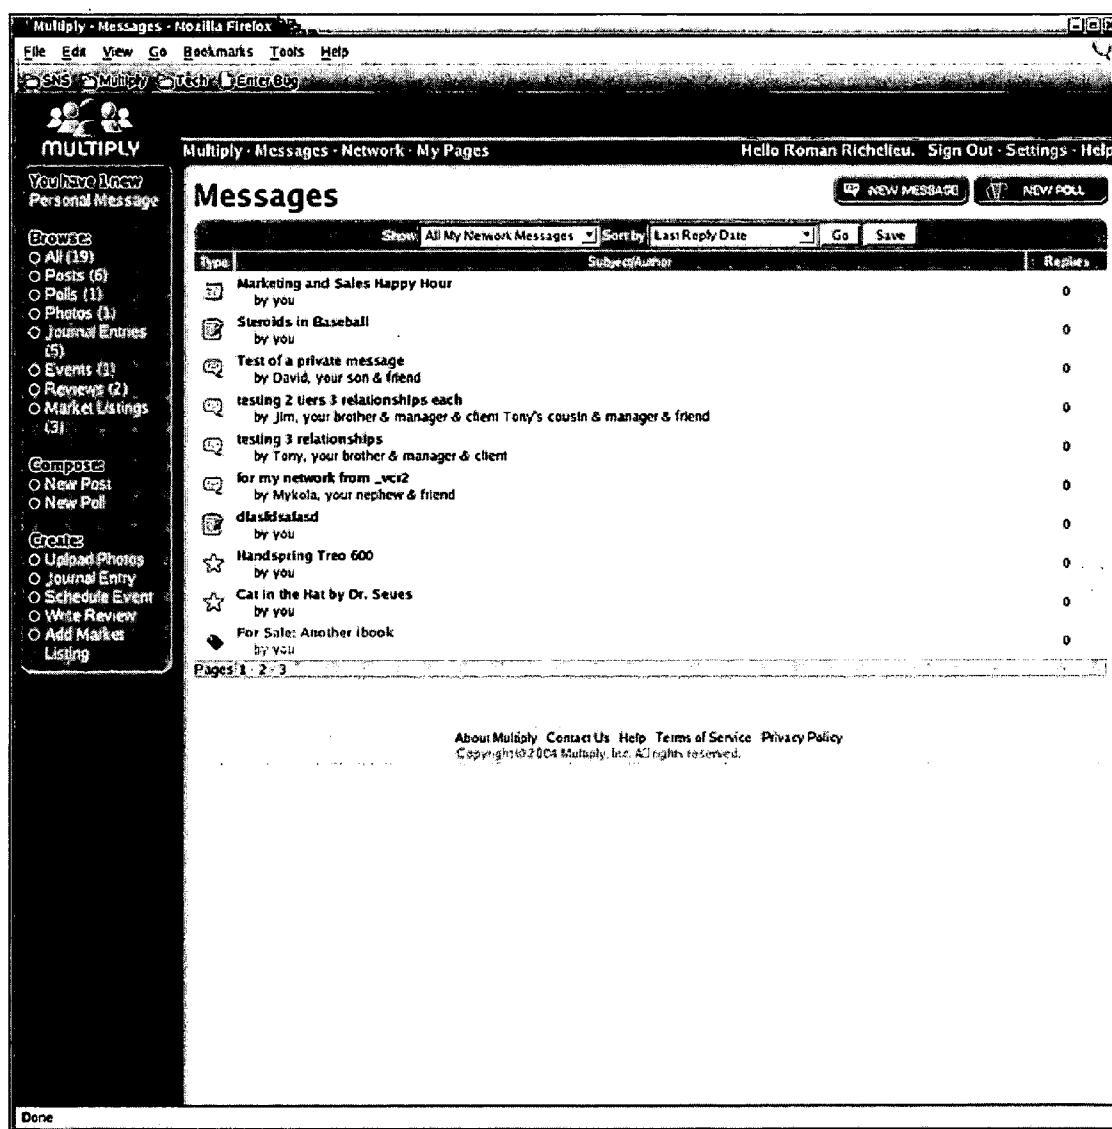 Multiply - Messages - Mozilla Firefox
File Edit View Go Bookmarks Tools Help
SNS Multiply Tech Enter Bug
MULTIPLY
Multiply · Messages · Network · My Pages Hello Roman Richelieu. Sign Out · Settings · Help
You have 1 new
Personal Message
Browse:
All (19)
Posts (6)
Polls (1)
Photos (1)
Journal Entries
(5)
Events (1)
Reviews (2)
Market Listings
(3)
Compose:
New Post
New Poll
Create:
Upload Photos
Journal Entry
Schedule Event
Write Review
Add Market
Listing
Messages
NEW MESSAGE NEW POLL
Show: All My Network Messages Sort by Last Reply Date Go Save
Type Subject/Author Replies
Marketing and Sales Happy Hour
by you 0
Steroids in Baseball
by you 0
Test of a private message
by David, your son & friend 0
testing 2 tiers 3 relationships each
by Jim, your brother & manager & client Tony's cousin & manager & friend 0
testing 3 relationships
by Tony, your brother & manager & client 0
for my network from _vcr2
by Mykola, your nephew & friend 0
by you 0
Handspring Treo 600
by you 0
Cat in the Hat by Dr. Seues
by you 0
For Sale: Another ibook
by you 0
Pages 1 - 2 - 3
About Multiply Contact Us Help Terms of Service Privacy Policy
Copyright © 2004 Multiply, Inc. All rights reserved.
Done